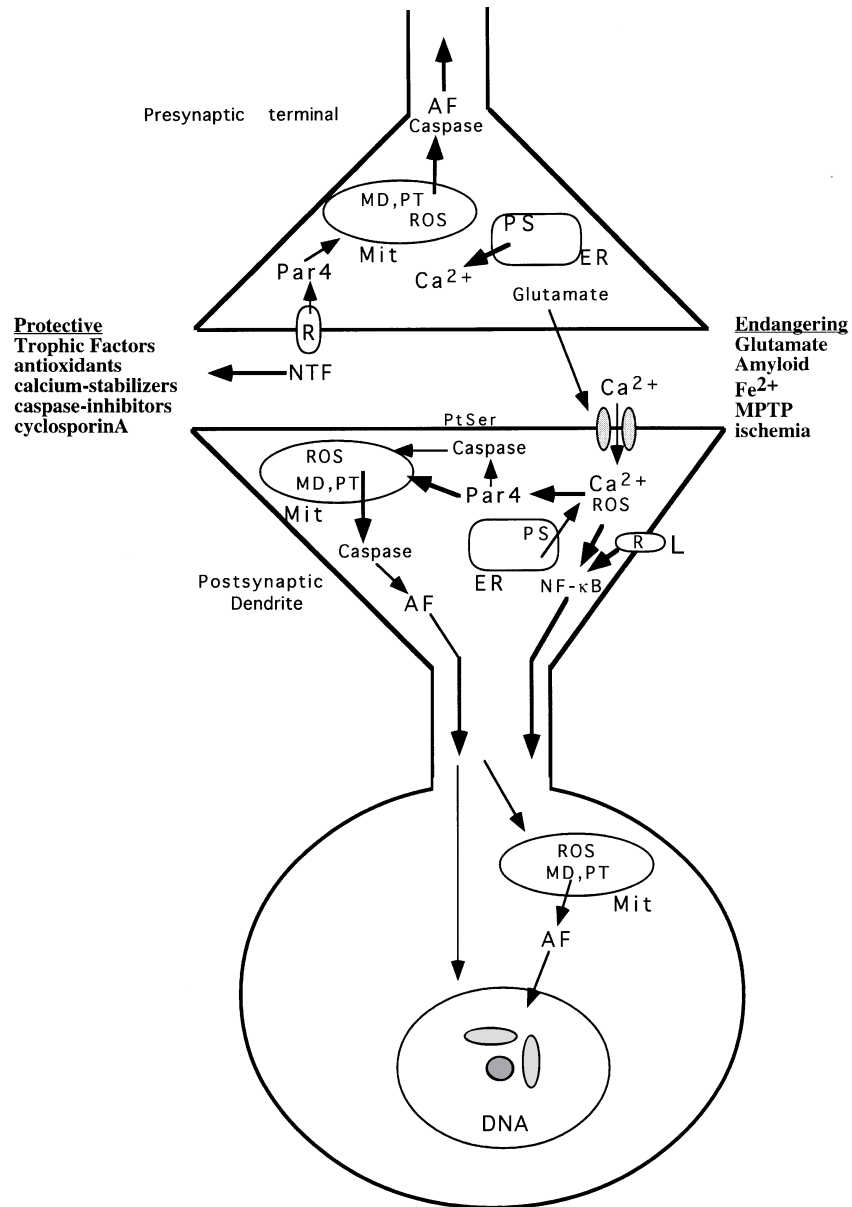 AF
Presynaptic terminal
Caspase
MD,PT
ROS
PS
Mit
ER
Par4
Ca2+
Glutamate
R
Protective
Trophic Factors
antioxidants
calcium-stabilizers
caspase-inhibitors
cyclosporinA
NTF
Endangering
Glutamate
Amyloid
Fe2+
MPTP
ischemia
Ca2+
PtSer
ROS
MD,PT
Mit
Caspase
Par4
Ca2+
ROS
PS
ER
R
L
Caspase
NF-κB
Postsynaptic
Dendrite
AF
ROS
MD,PT
Mit
AF
DNA